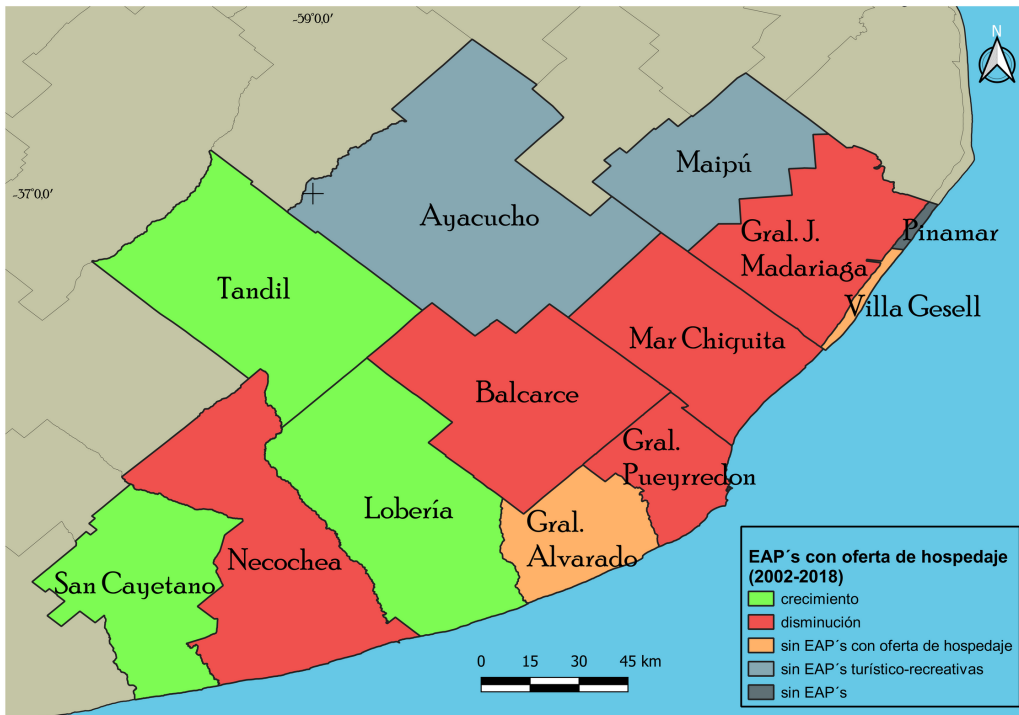 -59°0.0'
N
-37°0.0'
Maipú
Ayacucho
Gral. J.
Madariaga
Pinamar
Tandil
Villa Gesell
Mar Chiquita
Balcarce
Gral.
Pueyrredon
Lobería
Gral.
Alvarado
Necochea
San Cayetano
EAP´s con oferta de hospedaje
(2002-2018)
crecimiento
disminución
sin EAP´s con oferta de hospedaje
sin EAP´s turístico-recreativas
sin EAP´s
0 15 30 45 km